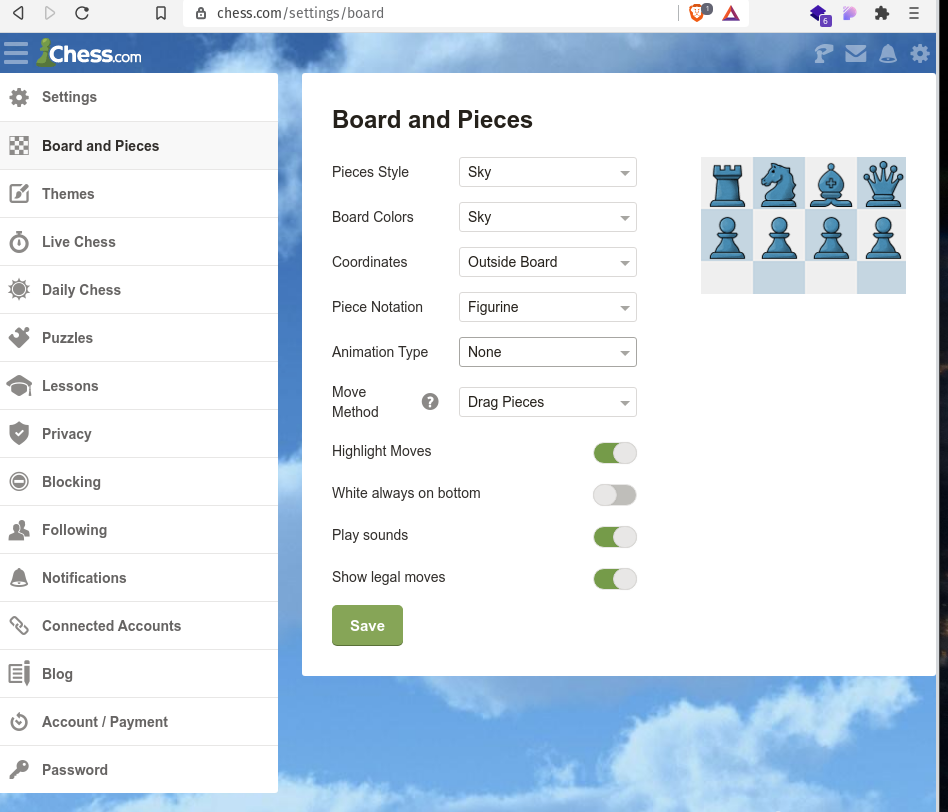 chess.com/settings/board
1
6
Chess.com
Settings
Board and Pieces
Themes
Live Chess
Daily Chess
Puzzles
Lessons
Privacy
Blocking
Following
Notifications
Connected Accounts
Blog
Account / Payment
Password
Board and Pieces
Pieces Style
Sky
Board Colors
Sky
Coordinates
Outside Board
Piece Notation
Figurine
Animation Type
None
Move
Method
?
Drag Pieces
Highlight Moves
White always on bottom
Play sounds
Show legal moves
Save